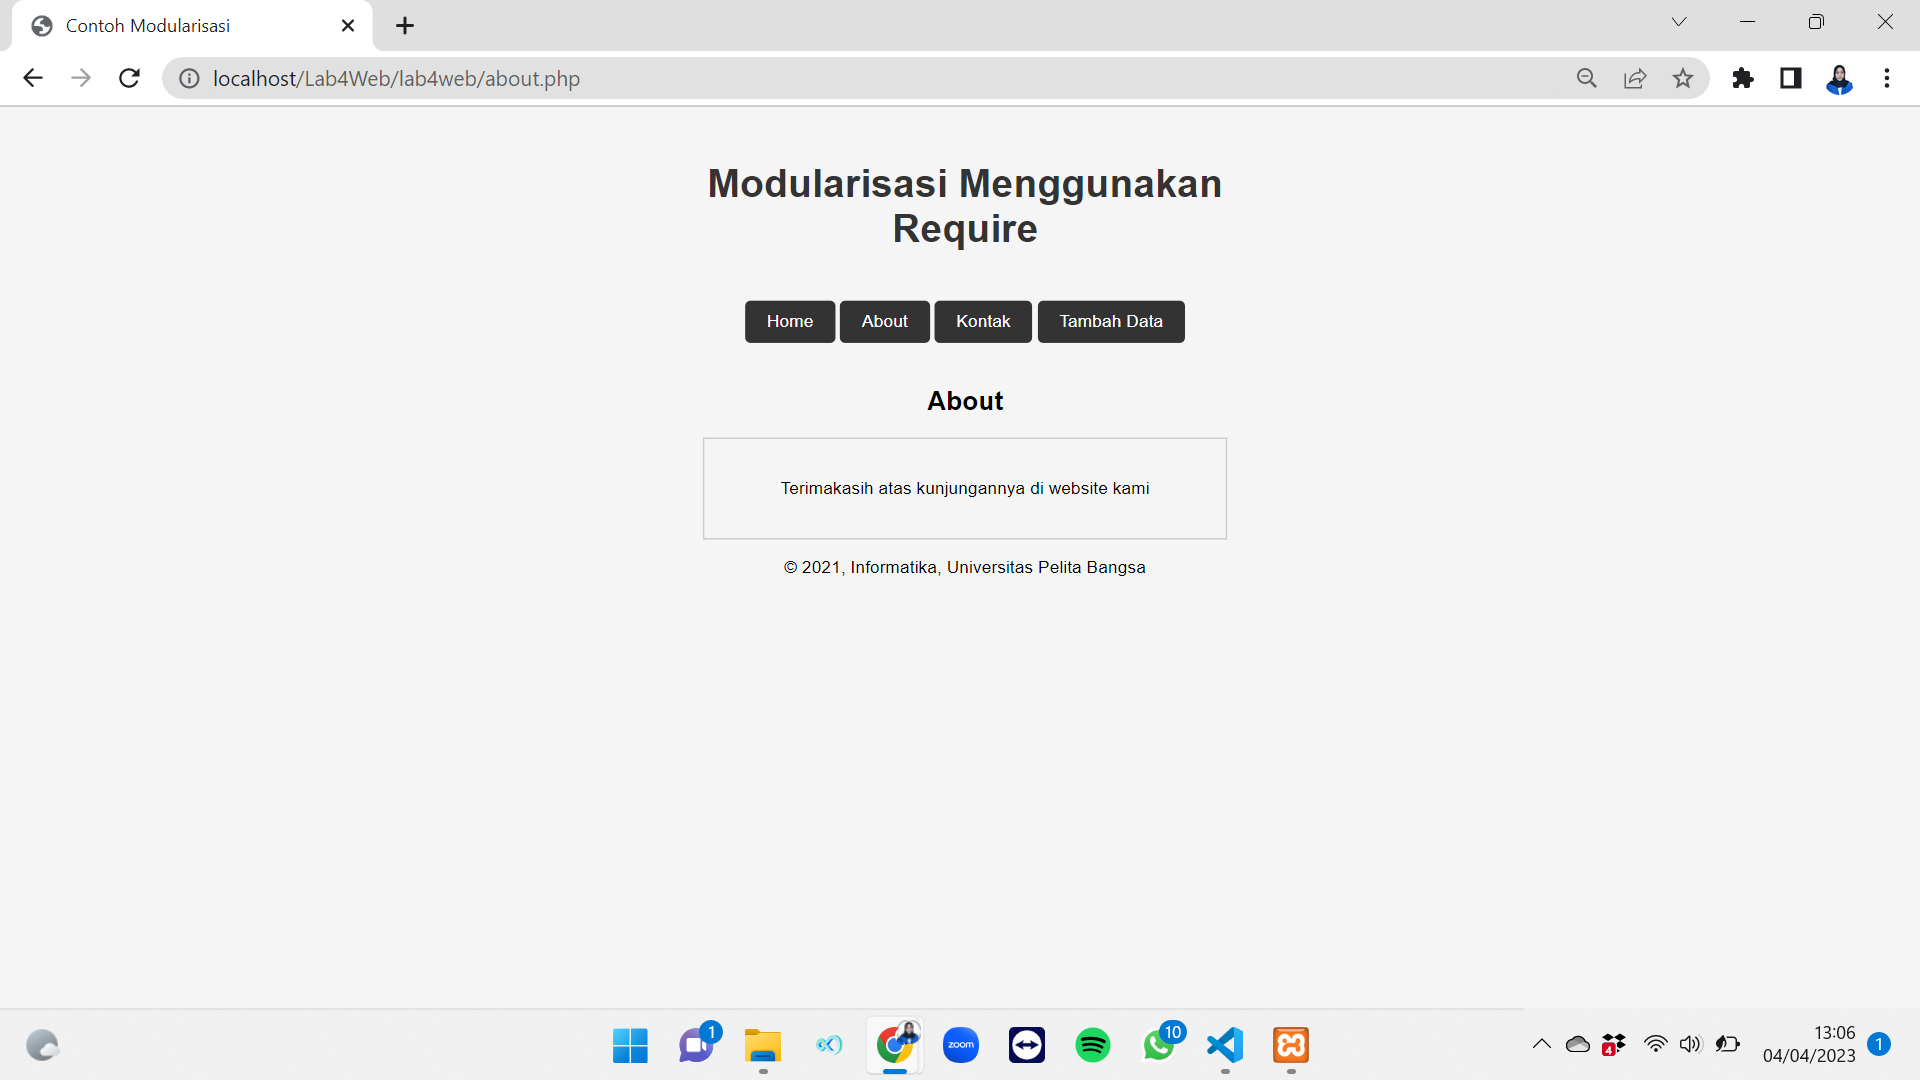 Contoh Modularisasi
localhost/Lab4Web/lab4web/about.php
Modularisasi Menggunakan
Require
Home About Kontak Tambah Data
About
Terimakasih atas kunjungannya di website kami
© 2021, Informatika, Universitas Pelita Bangsa
1 zoom 10 4 13:06 1
04/04/2023